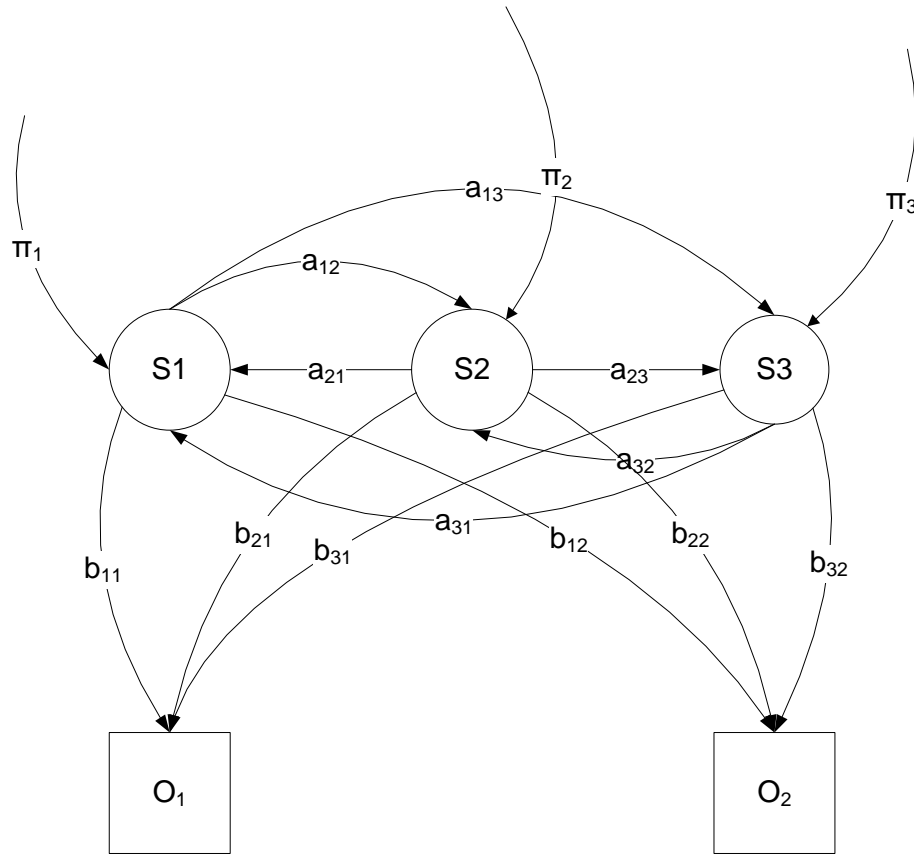 π₂
a₁₃
π₃
π₁
a₁₂
S1
a₂₁
S2
a₂₃
S3
a₃₂
a₃₁
b₂₁
b₁₂
b₂₂
b₃₁
b₁₁
b₃₂
O₁
O₂